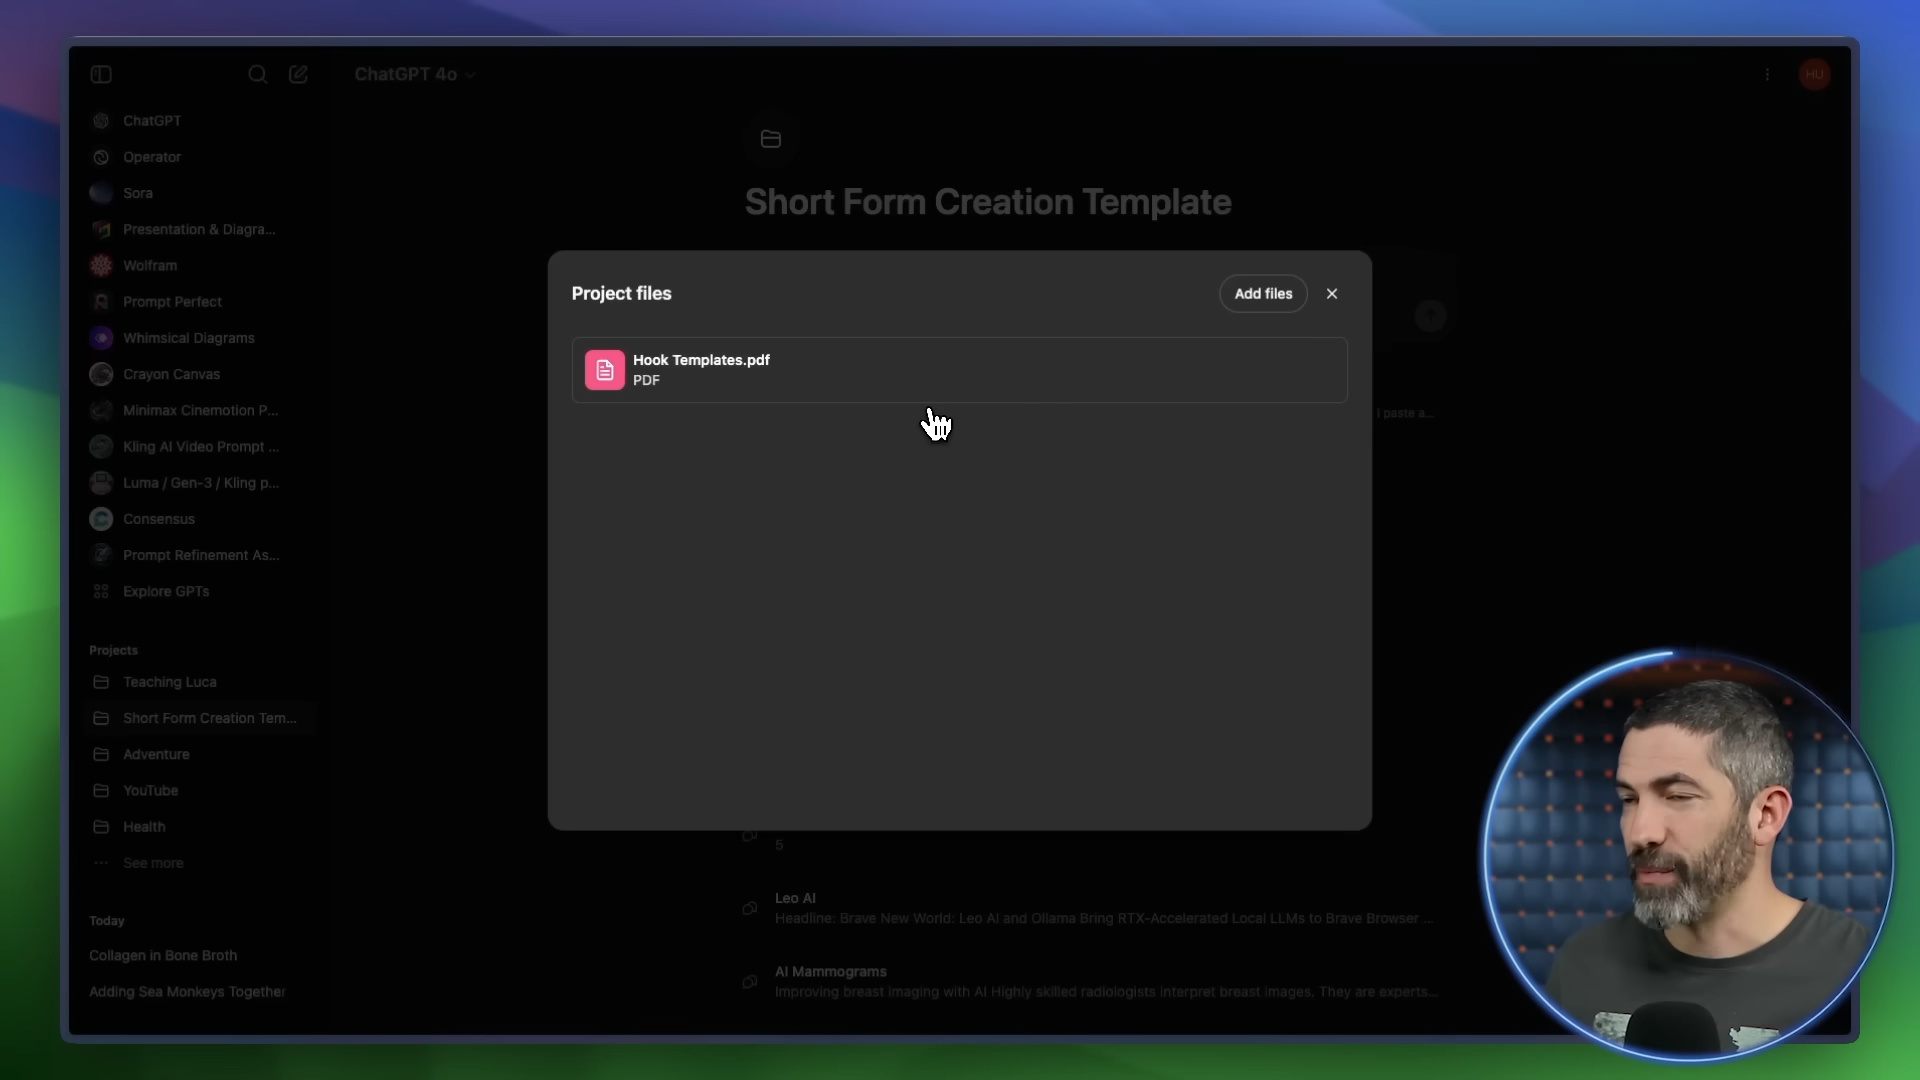 ChatGPT 4o
HU
ChatGPT
Operator
Sora
Presentation & Diagra...
Wolfram
Prompt Perfect
Whimsical Diagrams
Crayon Canvas
Minimax Cinemotion P...
Kling AI Video Prompt ...
Luma / Gen-3 / Kling p...
Consensus
Prompt Refinement As...
Explore GPTs
Projects
Teaching Luca
Short Form Creation Tem...
Adventure
YouTube
Health
See more
Today
Collagen in Bone Broth
Adding Sea Monkeys Together
Short Form Creation Template
Project files
Add files
Hook Templates.pdf
PDF
I paste a...
5
Leo AI
Headline: Brave New World: Leo AI and Ollama Bring RTX-Accelerated Local LLMs to Brave Browser ...
AI Mammograms
Improving breast imaging with AI Highly skilled radiologists interpret breast images. They are experts...